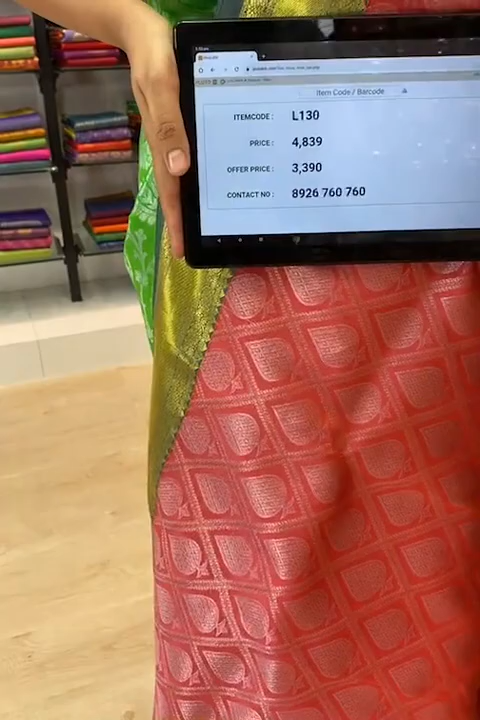 Item Code / Barcode
ITEMCODE : L130
PRICE : 4,839
OFFER PRICE : 3,390
CONTACT NO : 8926 760 760